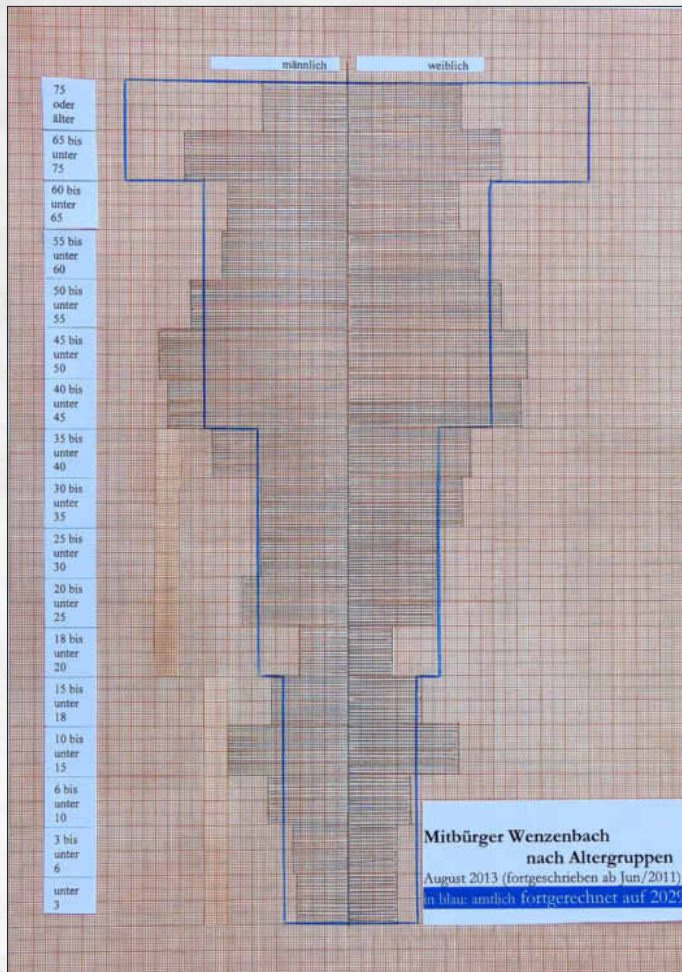 männlich weiblich
75
oder
älter
65 bis
unter
75
60 bis
unter
65
55 bis
unter
60
50 bis
unter
55
45 bis
unter
50
40 bis
unter
45
35 bis
unter
40
30 bis
unter
35
25 bis
unter
30
20 bis
unter
25
18 bis
unter
20
15 bis
unter
18
10 bis
unter
15
6 bis
unter
10
3 bis
unter
6
unter
3
Mitbürger Wenzenbach
nach Altergruppen
August 2013 (fortgeschrieben ab Jun/2011)
in blau: amtlich fortgerechnet auf 2029